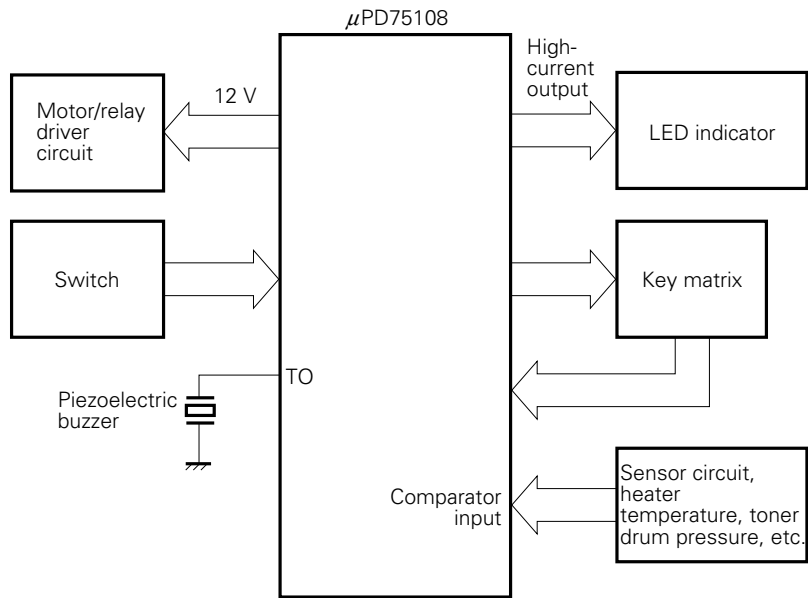 μPD75108
Motor/relay
driver
circuit
12 V
High-
current
output
LED indicator
Switch
Key matrix
TO
Piezoelectric
buzzer
Comparator
input
Sensor circuit,
heater
temperature, toner
drum pressure, etc.